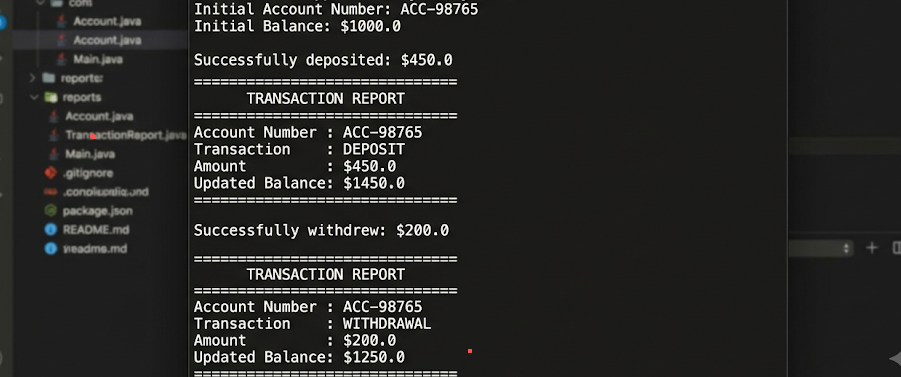 com
Account.java
Account.java
Main.java
reports
reports
Account.java
TransactionReport.java
Main.java
.gitignore
package.json
README.md
Initial Account Number: ACC-98765
Initial Balance: $1000.0
Successfully deposited: $450.0
==============================
TRANSACTION REPORT
==============================
Account Number : ACC-98765
Transaction    : DEPOSIT
Amount         : $450.0
Updated Balance: $1450.0
==============================
Successfully withdrew: $200.0
==============================
TRANSACTION REPORT
==============================
Account Number : ACC-98765
Transaction    : WITHDRAWAL
Amount         : $200.0
Updated Balance: $1250.0
==============================